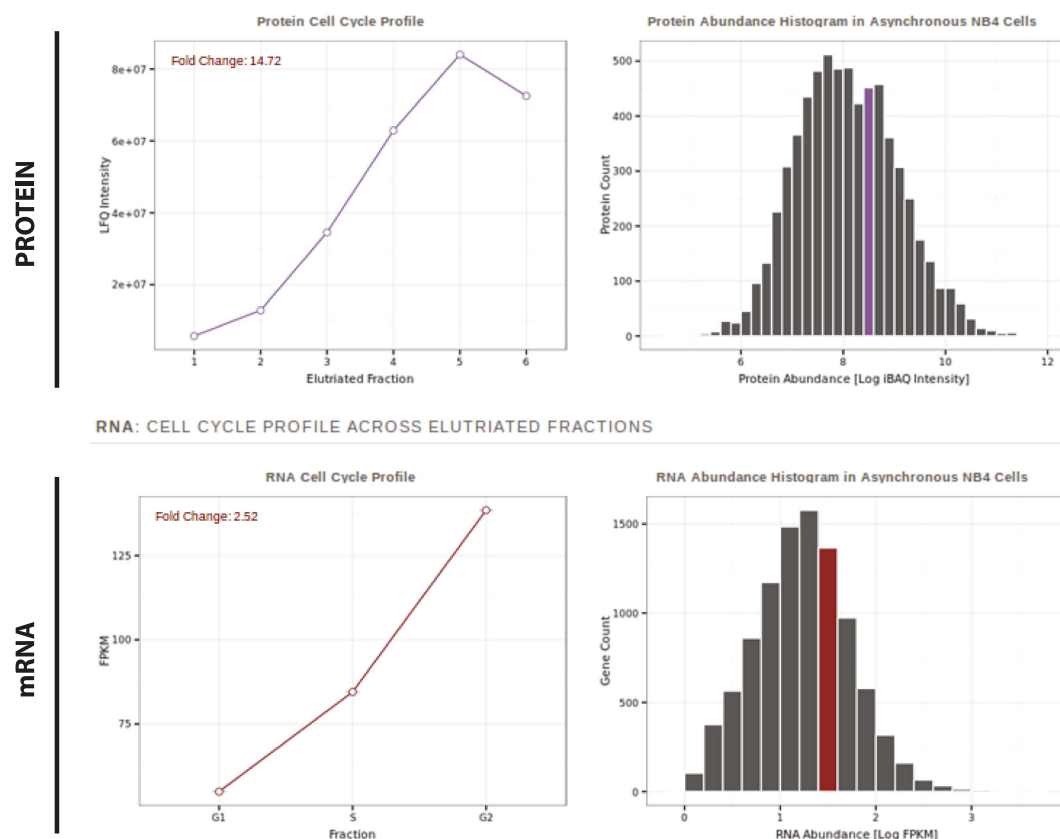 PROTEIN
Protein Cell Cycle Profile
Fold Change: 14.72
8e+07
6e+07
4e+07
2e+07
LFQ Intensity
1 2 3 4 5 6
Elutriated Fraction
Protein Abundance Histogram in Asynchronous NB4 Cells
500
400
300
200
100
0
Protein Count
6 8 10 12
Protein Abundance [Log iBAQ Intensity]
RNA: CELL CYCLE PROFILE ACROSS ELUTRIATED FRACTIONS
mRNA
RNA Cell Cycle Profile
Fold Change: 2.52
125
100
75
FPKM
G1 S G2
Fraction
RNA Abundance Histogram in Asynchronous NB4 Cells
1500
1000
500
0
Gene Count
0 1 2 3
RNA Abundance [Log FPKM]